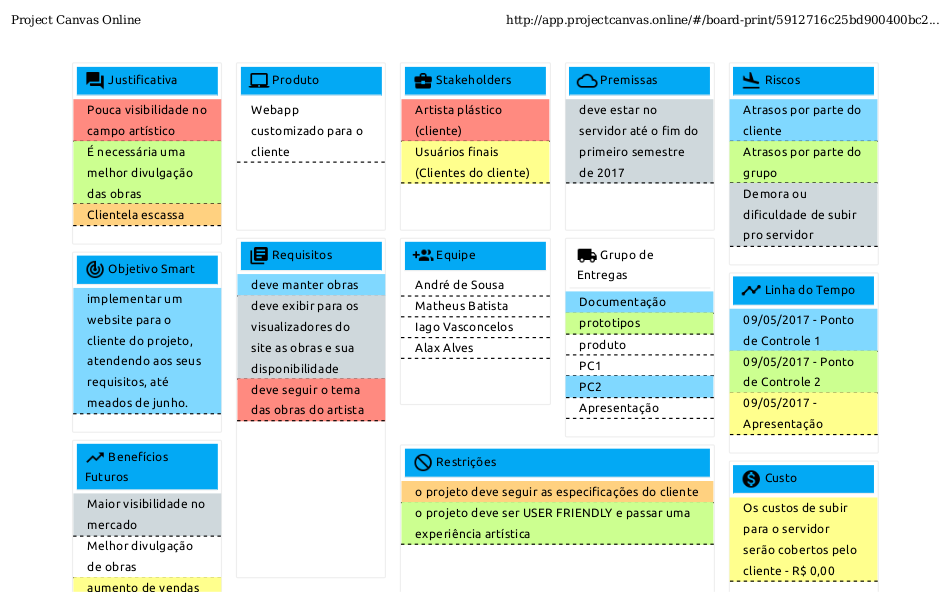 Project Canvas Online
http://app.projectcanvas.online/#/board-print/5912716c25bd900400bc2...
Justificativa
Pouca visibilidade no
campo artístico
É necessária uma
melhor divulgação
das obras
Clientela escassa
Objetivo Smart
implementar um
website para o
cliente do projeto,
atendendo aos seus
requisitos, até
meados de junho.
Benefícios
Futuros
Maior visibilidade no
mercado
Melhor divulgação
de obras
aumento de vendas
Produto
Webapp
customizado para o
cliente
Requisitos
deve manter obras
deve exibir para os
visualizadores do
site as obras e sua
disponibilidade
deve seguir o tema
das obras do artista
Stakeholders
Artista plástico
(cliente)
Usuários finais
(Clientes do cliente)
Equipe
André de Sousa
Matheus Batista
Iago Vasconcelos
Alax Alves
Premissas
deve estar no
servidor até o fim do
primeiro semestre
de 2017
Grupo de
Entregas
Documentação
prototipos
produto
PC1
PC2
Apresentação
Restrições
o projeto deve seguir as especificações do cliente
o projeto deve ser USER FRIENDLY e passar uma
experiência artística
Riscos
Atrasos por parte do
cliente
Atrasos por parte do
grupo
Demora ou
dificuldade de subir
pro servidor
Linha do Tempo
09/05/2017 - Ponto
de Controle 1
09/05/2017 - Ponto
de Controle 2
09/05/2017 -
Apresentação
Custo
Os custos de subir
para o servidor
serão cobertos pelo
cliente - R$ 0,00